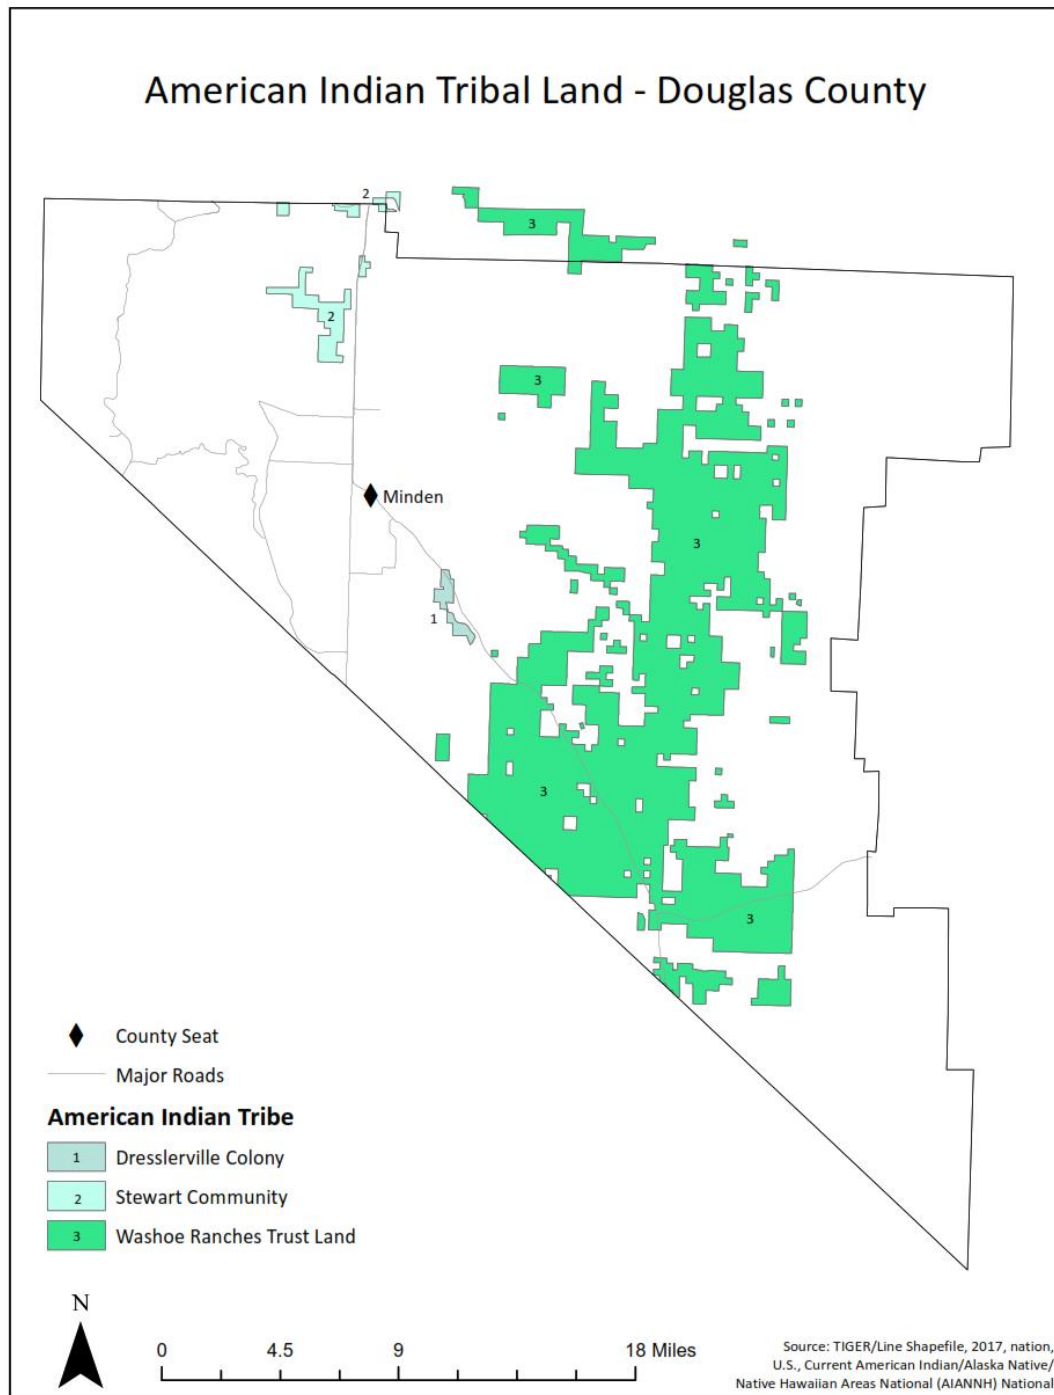 American Indian Tribal Land - Douglas County
2
3
2
3
Minden
3
1
3
3
County Seat
Major Roads
American Indian Tribe
1 Dresslerville Colony
2 Stewart Community
3 Washoe Ranches Trust Land
N
0 4.5 9 18 Miles
Source: TIGER/Line Shapefile, 2017, nation,
U.S., Current American Indian/Alaska Native/
Native Hawaiian Areas National (AIANNH) National